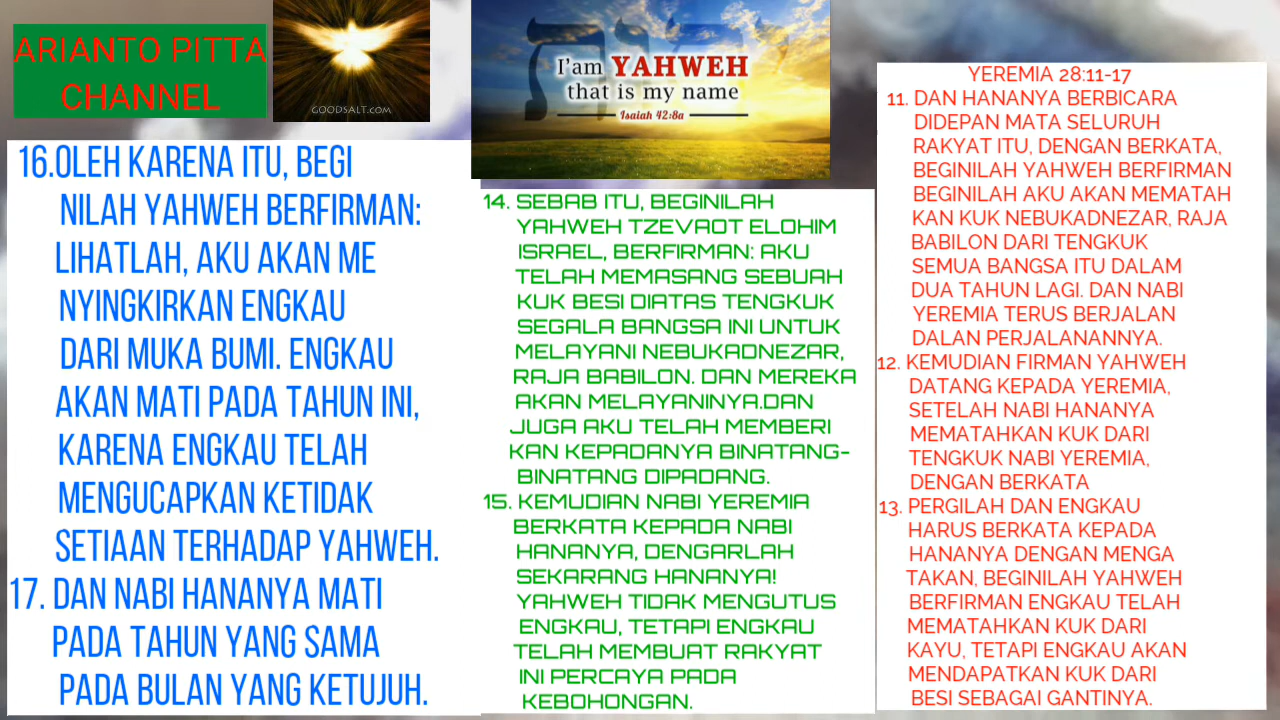 ARIANTO PITTA
CHANNEL
GOODSALT.COM
יהוה
I'am YAHWEH
that is my name
Isaiah 42:8a
YEREMIA 28:11-17
11. DAN HANANYA BERBICARA
DIDEPAN MATA SELURUH
RAKYAT ITU, DENGAN BERKATA,
BEGINILAH YAHWEH BERFIRMAN
BEGINILAH AKU AKAN MEMATAH
KAN KUK NEBUKADNEZAR, RAJA
BABILON DARI TENGKUK
SEMUA BANGSA ITU DALAM
DUA TAHUN LAGI. DAN NABI
YEREMIA TERUS BERJALAN
DALAN PERJALANANNYA.
12. KEMUDIAN FIRMAN YAHWEH
DATANG KEPADA YEREMIA,
SETELAH NABI HANANYA
MEMATAHKAN KUK DARI
TENGKUK NABI YEREMIA,
DENGAN BERKATA
13. PERGILAH DAN ENGKAU
HARUS BERKATA KEPADA
HANANYA DENGAN MENGA
TAKAN, BEGINILAH YAHWEH
BERFIRMAN ENGKAU TELAH
MEMATAHKAN KUK DARI
KAYU, TETAPI ENGKAU AKAN
MENDAPATKAN KUK DARI
BESI SEBAGAI GANTINYA.
14. SEBAB ITU, BEGINILAH
YAHWEH TZEVAOT ELOHIM
ISRAEL, BERFIRMAN: AKU
TELAH MEMASANG SEBUAH
KUK BESI DIATAS TENGKUK
SEGALA BANGSA INI UNTUK
MELAYANI NEBUKADNEZAR,
RAJA BABILON. DAN MEREKA
AKAN MELAYANINYA.DAN
JUGA AKU TELAH MEMBERI
KAN KEPADANYA BINATANG-
BINATANG DIPADANG.
15. KEMUDIAN NABI YEREMIA
BERKATA KEPADA NABI
HANANYA, DENGARLAH
SEKARANG HANANYA!
YAHWEH TIDAK MENGUTUS
ENGKAU, TETAPI ENGKAU
TELAH MEMBUAT RAKYAT
INI PERCAYA PADA
KEBOHONGAN.
16.OLEH KARENA ITU, BEGI
NILAH YAHWEH BERFIRMAN:
LIHATLAH, AKU AKAN ME
NYINGKIRKAN ENGKAU
DARI MUKA BUMI. ENGKAU
AKAN MATI PADA TAHUN INI,
KARENA ENGKAU TELAH
MENGUCAPKAN KETIDAK
SETIAAN TERHADAP YAHWEH.
17. DAN NABI HANANYA MATI
PADA TAHUN YANG SAMA
PADA BULAN YANG KETUJUH.